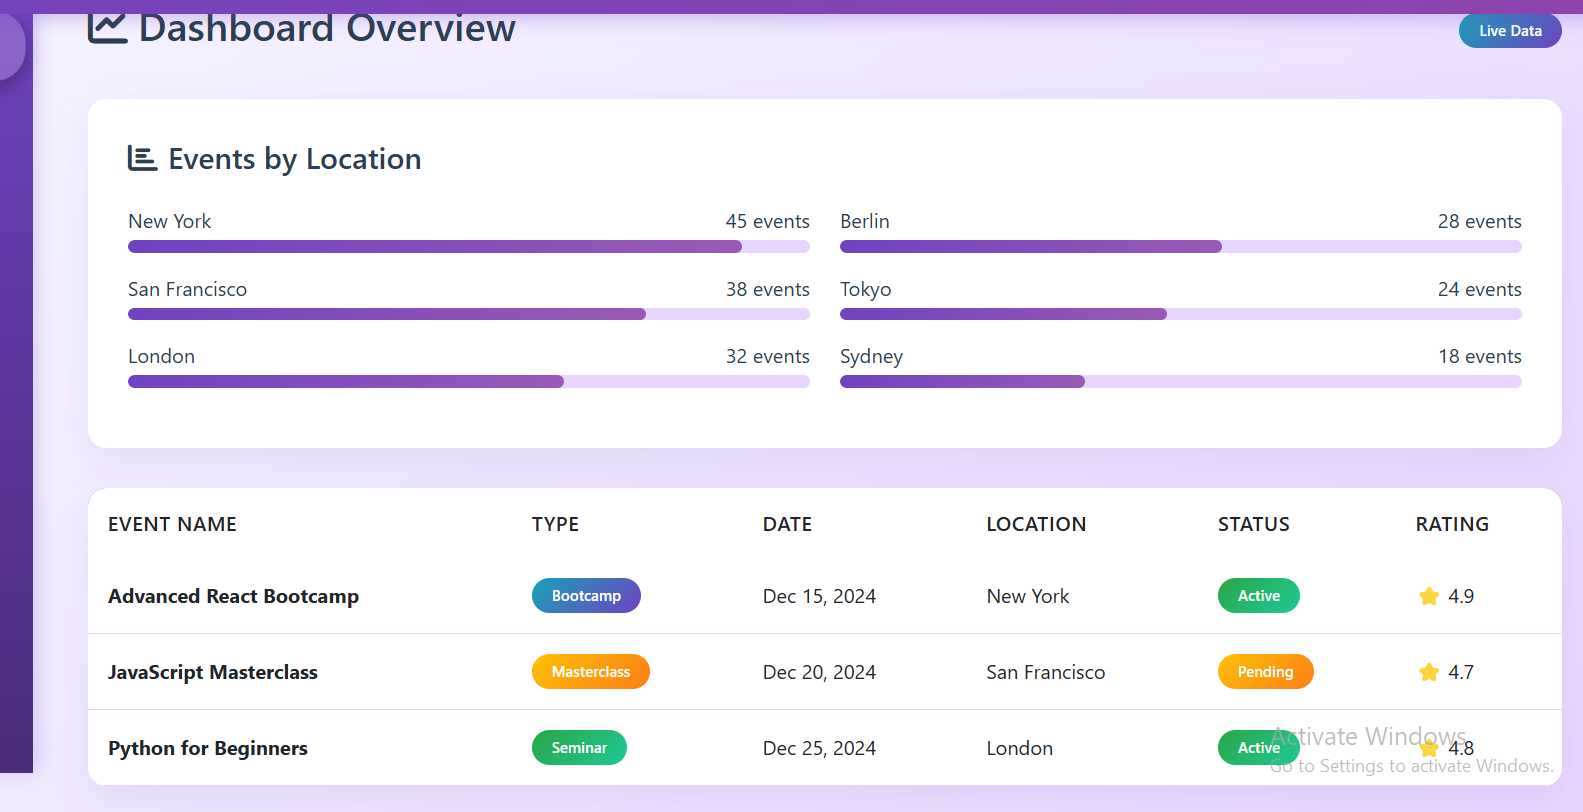 Dashboard Overview
Live Data
Events by Location
New York 45 events
Berlin 28 events
San Francisco 38 events
Tokyo 24 events
London 32 events
Sydney 18 events
EVENT NAME TYPE DATE LOCATION STATUS RATING
Advanced React Bootcamp Bootcamp Dec 15, 2024 New York Active 4.9
JavaScript Masterclass Masterclass Dec 20, 2024 San Francisco Pending 4.7
Python for Beginners Seminar Dec 25, 2024 London Active 4.8
Activate Windows
Go to Settings to activate Windows.